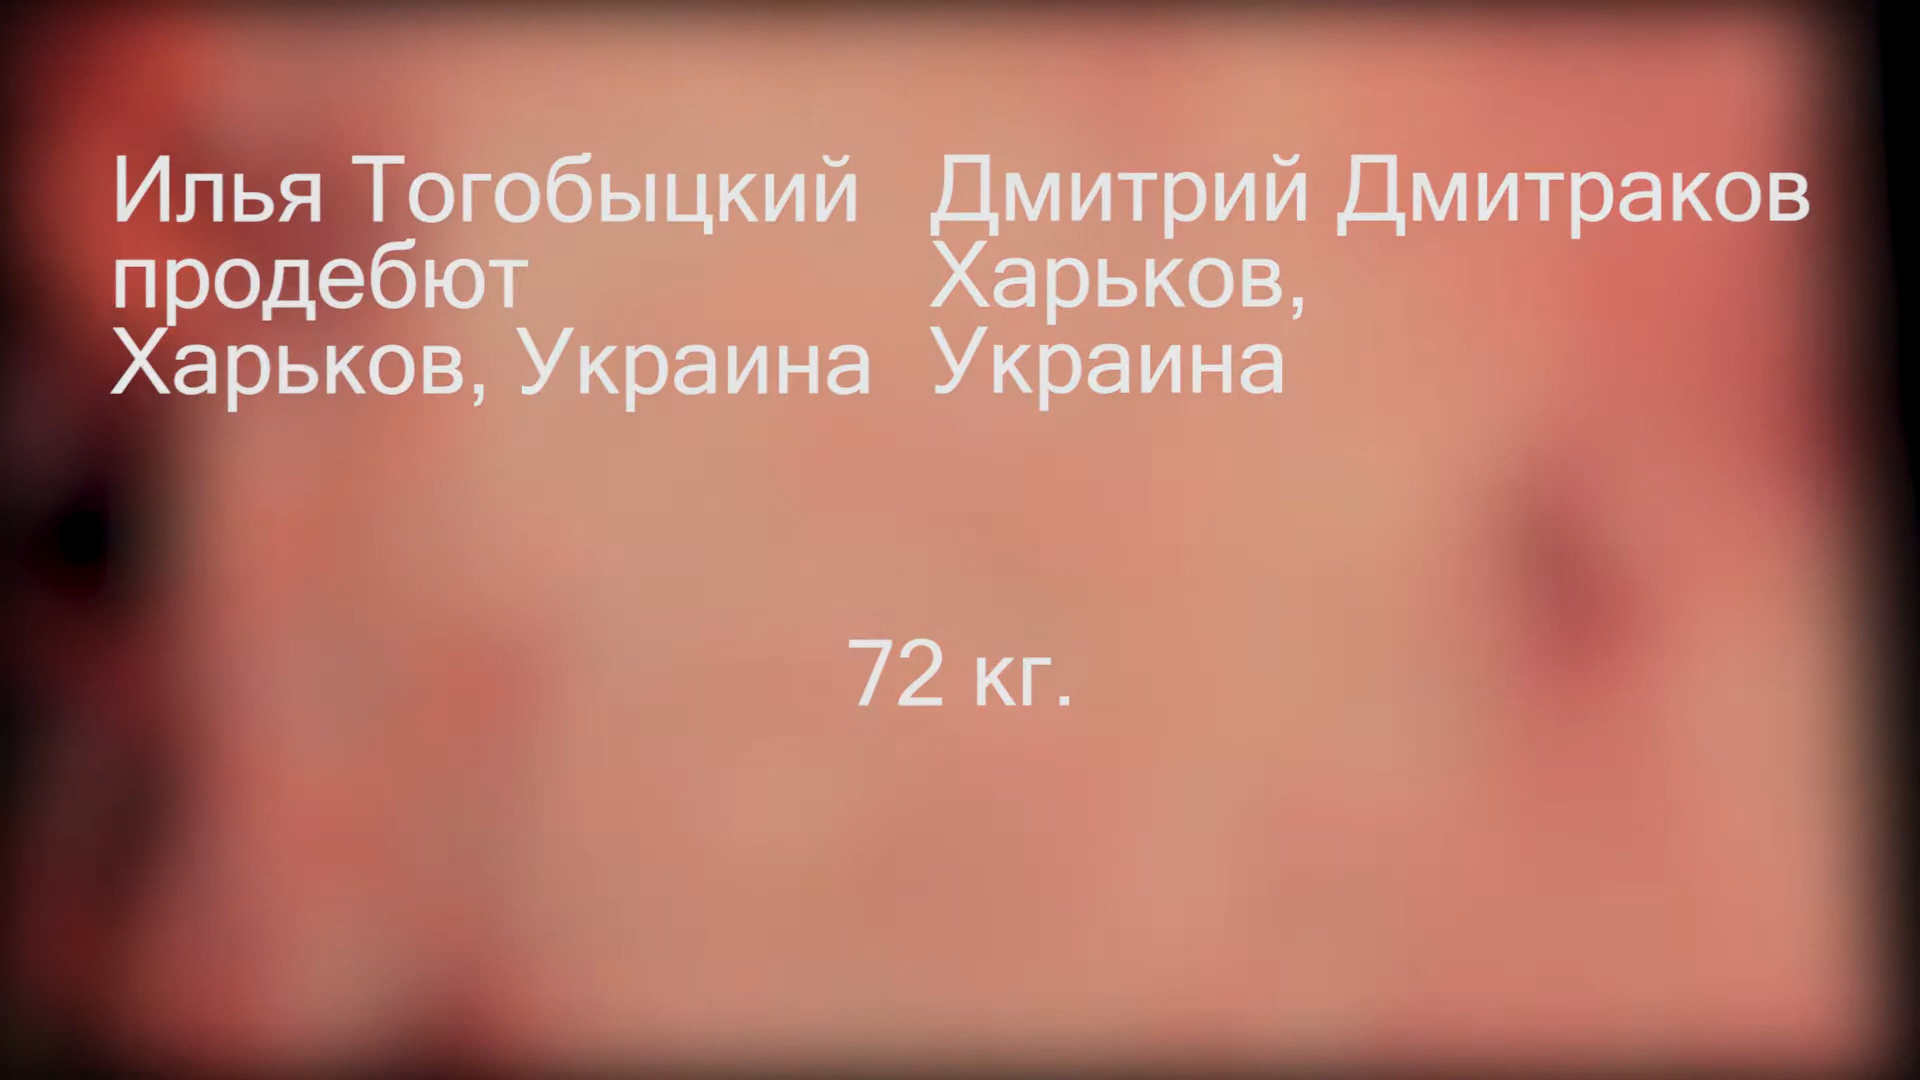 Илья Тогобыцкий
продебют
Харьков, Украина
Дмитрий Дмитраков
Харьков,
Украина
72 кг.